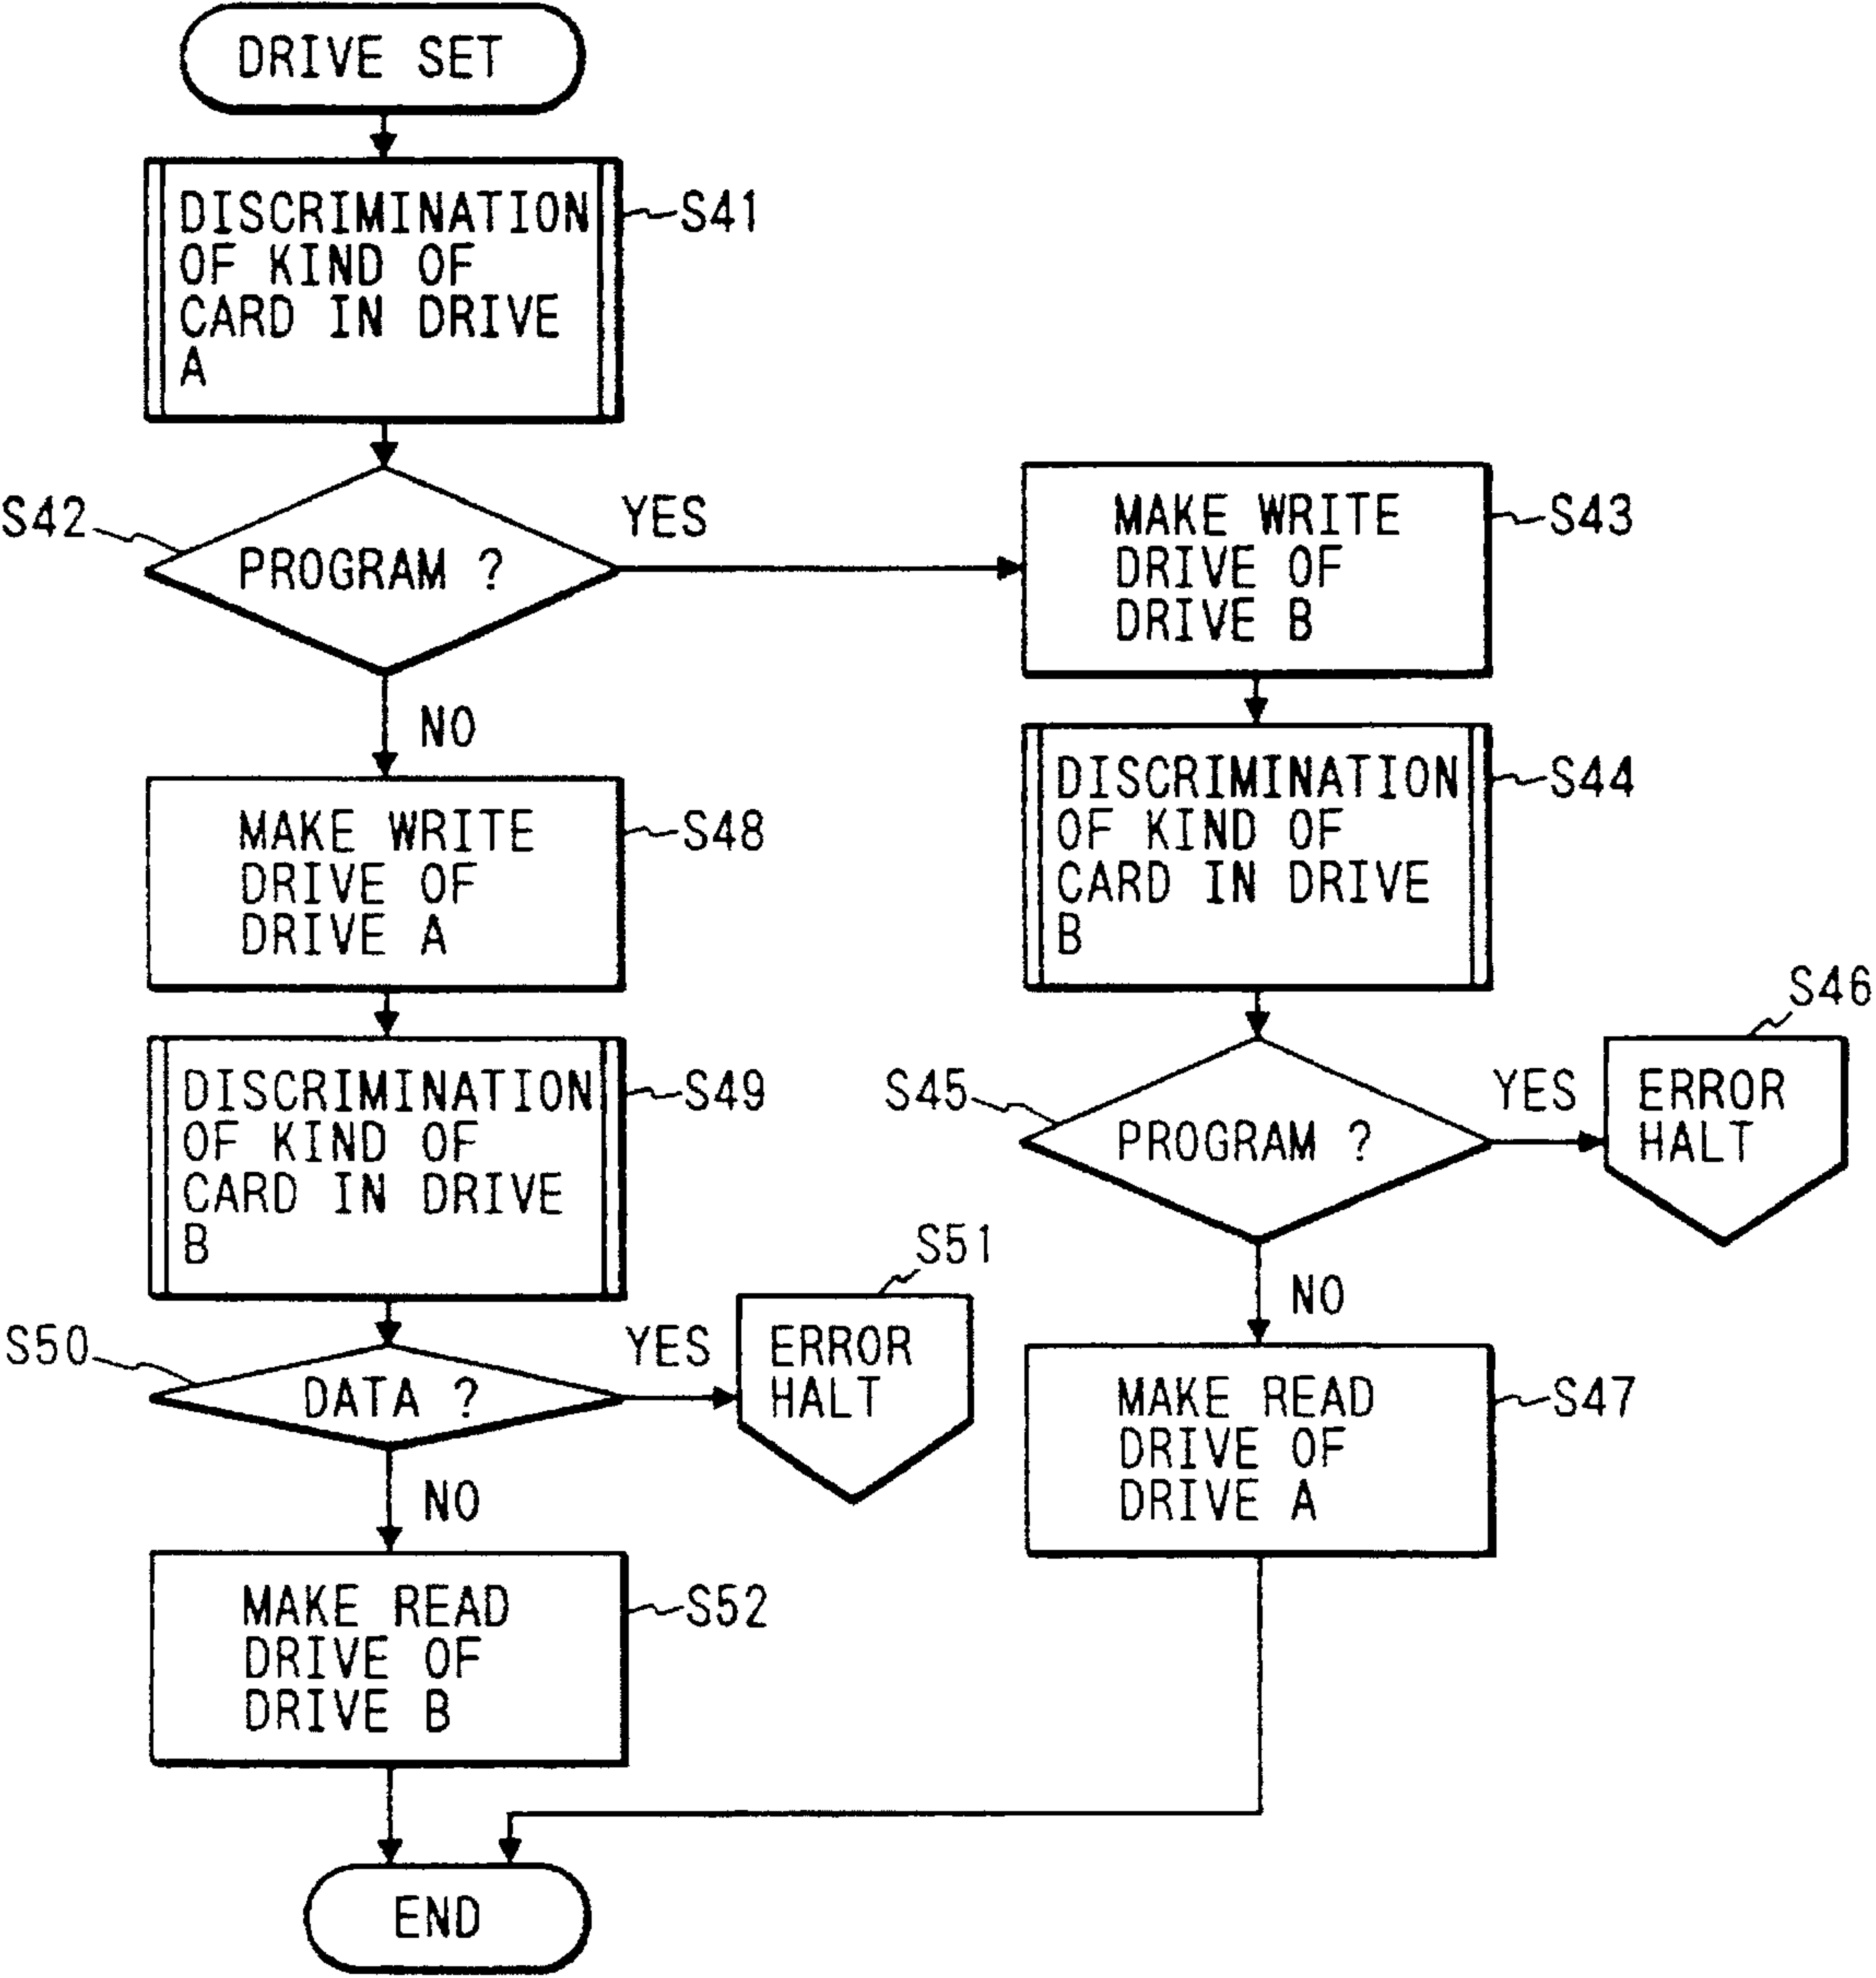 DRIVE SET
DISCRIMINATION
OF KIND OF
CARD IN DRIVE
A
S41
S42
PROGRAM ?
YES
NO
MAKE WRITE
DRIVE OF
DRIVE B
S43
DISCRIMINATION
OF KIND OF
CARD IN DRIVE
B
S44
S45
PROGRAM ?
YES
NO
S46
ERROR
HALT
MAKE READ
DRIVE OF
DRIVE A
S47
MAKE WRITE
DRIVE OF
DRIVE A
S48
DISCRIMINATION
OF KIND OF
CARD IN DRIVE
B
S49
S50
DATA ?
YES
NO
S51
ERROR
HALT
MAKE READ
DRIVE OF
DRIVE B
S52
END